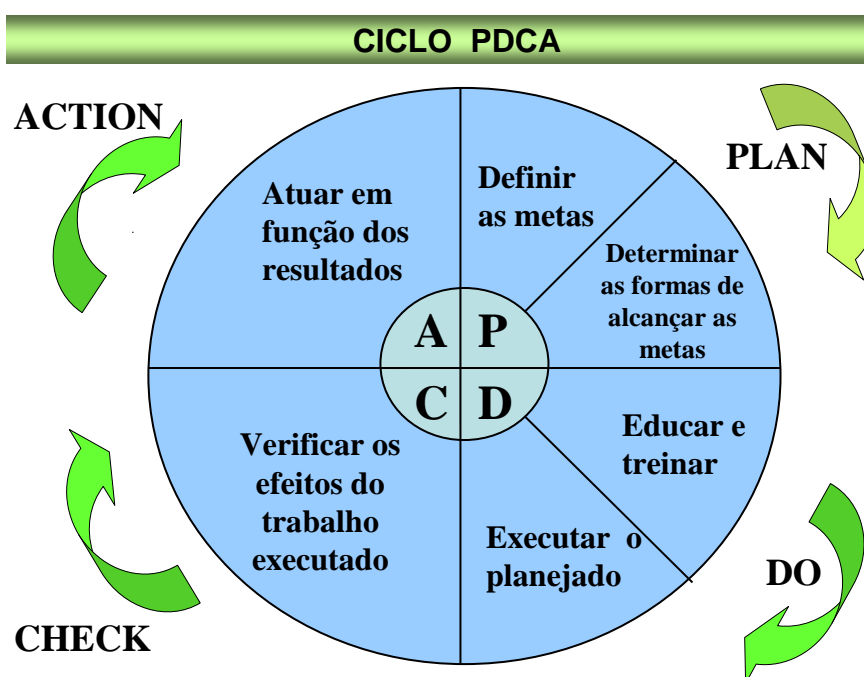 CICLO PDCA
ACTION
PLAN
Atuar em
função dos
resultados
Definir
as metas
Determinar
as formas de
alcançar as
metas
A P
C D
Verificar os
efeitos do
trabalho
executado
Educar e
treinar
Executar o
planejado
DO
CHECK